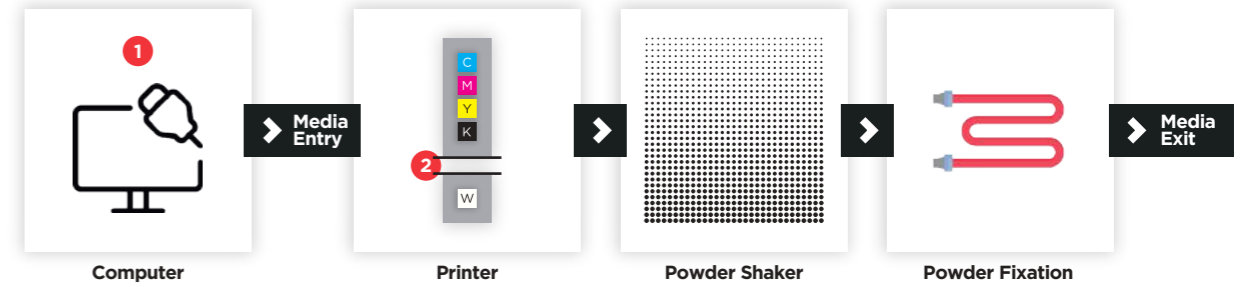 1
Media
Entry
C
M
Y
K
2
W
Media
Exit
Computer
Printer
Powder Shaker
Powder Fixation